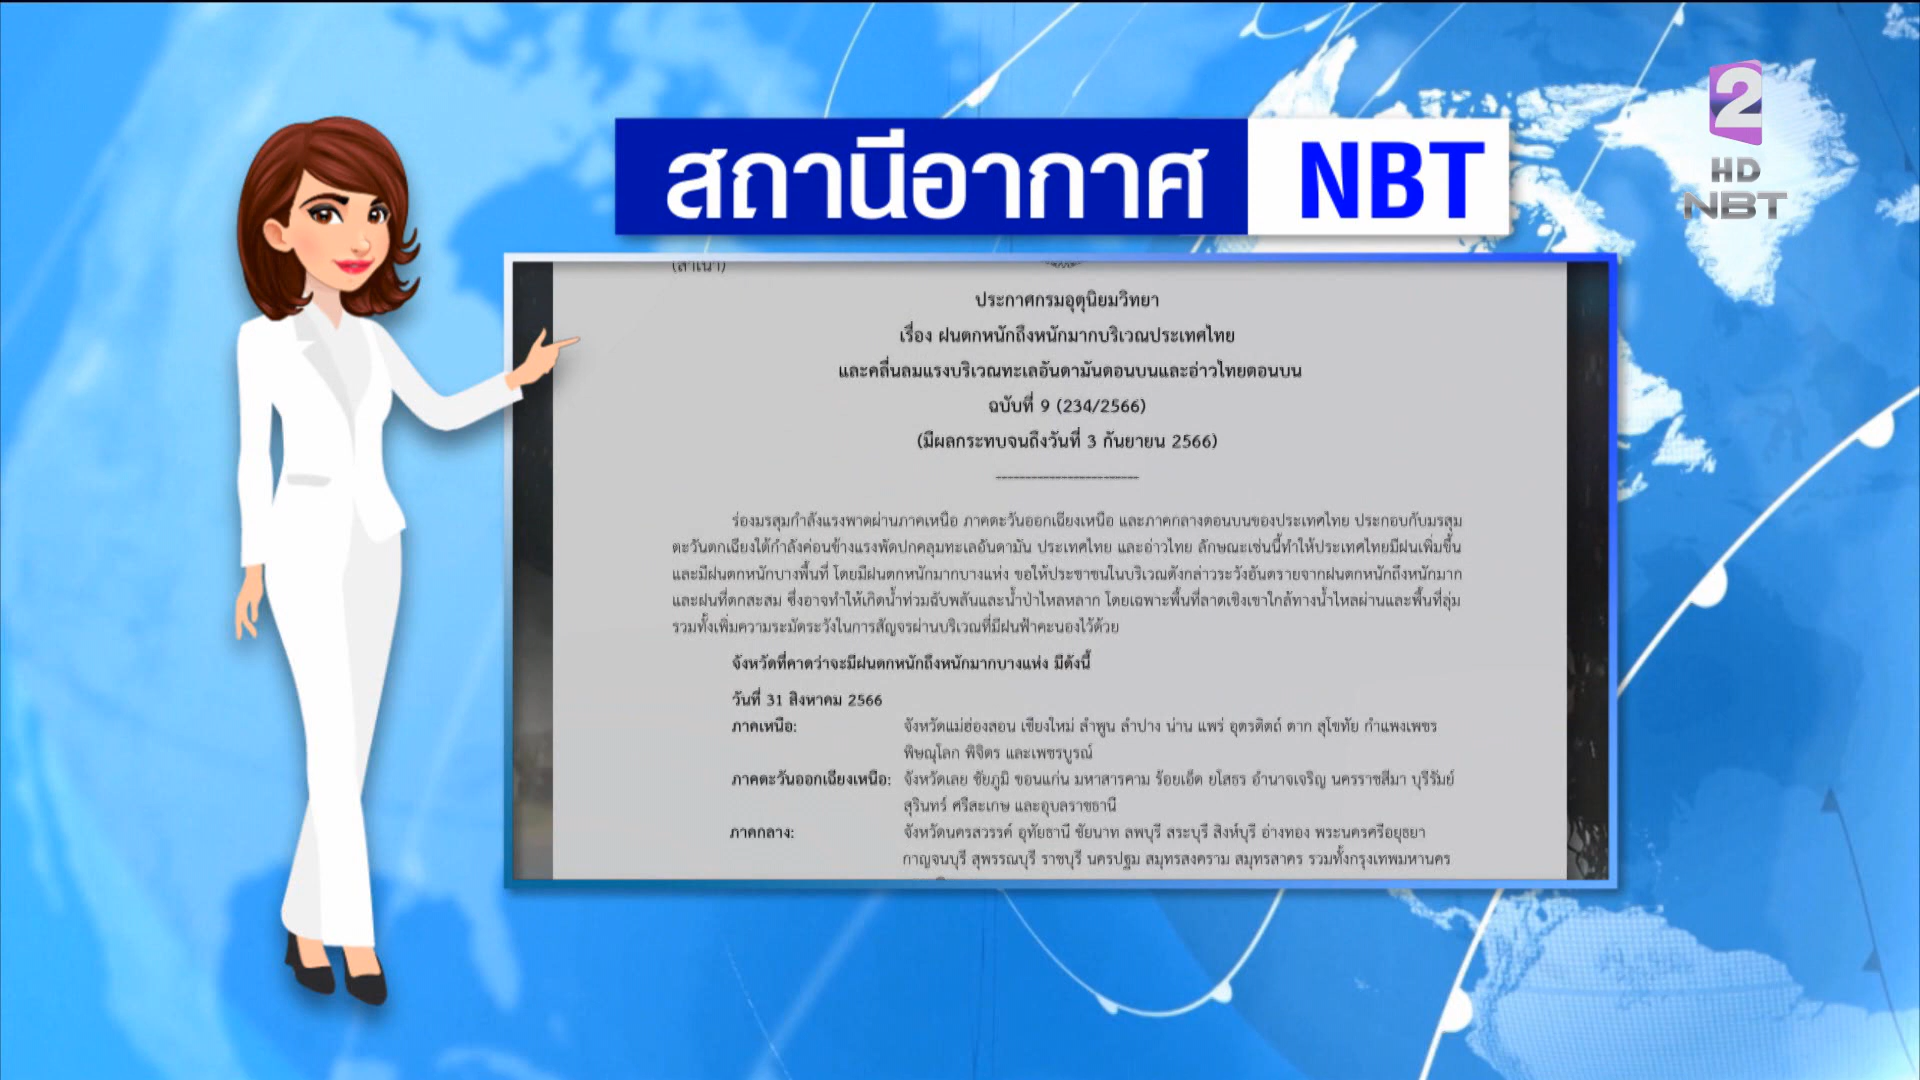 สถานีอากาศ NBT
2
HD
NBT
(สำเนา)
ประกาศกรมอุตุนิยมวิทยา
เรื่อง ฝนตกหนักถึงหนักมากบริเวณประเทศไทย
และคลื่นลมแรงบริเวณทะเลอันดามันตอนบนและอ่าวไทยตอนบน
ฉบับที่ 9 (234/2566)
(มีผลกระทบจนถึงวันที่ 3 กันยายน 2566)
------------------------
ร่องมรสุมกำลังแรงพาดผ่านภาคเหนือ ภาคตะวันออกเฉียงเหนือ และภาคกลางตอนบนของประเทศไทย ประกอบกับมรสุม
ตะวันตกเฉียงใต้กำลังค่อนข้างแรงพัดปกคลุมทะเลอันดามัน ประเทศไทย และอ่าวไทย ลักษณะเช่นนี้ทำให้ประเทศไทยมีฝนเพิ่มขึ้น
และมีฝนตกหนักบางพื้นที่ โดยมีฝนตกหนักมากบางแห่ง ขอให้ประชาชนในบริเวณดังกล่าวระวังอันตรายจากฝนตกหนักถึงหนักมาก
และฝนที่ตกสะสม ซึ่งอาจทำให้เกิดน้ำท่วมฉับพลันและน้ำป่าไหลหลาก โดยเฉพาะพื้นที่ลาดเชิงเขาใกล้ทางน้ำไหลผ่านและพื้นที่ลุ่ม
รวมทั้งเพิ่มความระมัดระวังในการสัญจรผ่านบริเวณที่มีฝนฟ้าคะนองไว้ด้วย
จังหวัดที่คาดว่าจะมีฝนตกหนักถึงหนักมากบางแห่ง มีดังนี้
วันที่ 31 สิงหาคม 2566
ภาคเหนือ: จังหวัดแม่ฮ่องสอน เชียงใหม่ ลำพูน ลำปาง น่าน แพร่ อุตรดิตถ์ ตาก สุโขทัย กำแพงเพชร
พิษณุโลก พิจิตร และเพชรบูรณ์
ภาคตะวันออกเฉียงเหนือ: จังหวัดเลย ชัยภูมิ ขอนแก่น มหาสารคาม ร้อยเอ็ด ยโสธร อำนาจเจริญ นครราชสีมา บุรีรัมย์
สุรินทร์ ศรีสะเกษ และอุบลราชธานี
ภาคกลาง: จังหวัดนครสวรรค์ อุทัยธานี ชัยนาท ลพบุรี สระบุรี สิงห์บุรี อ่างทอง พระนครศรีอยุธยา
กาญจนบุรี สุพรรณบุรี ราชบุรี นครปฐม สมุทรสงคราม สมุทรสาคร รวมทั้งกรุงเทพมหานคร